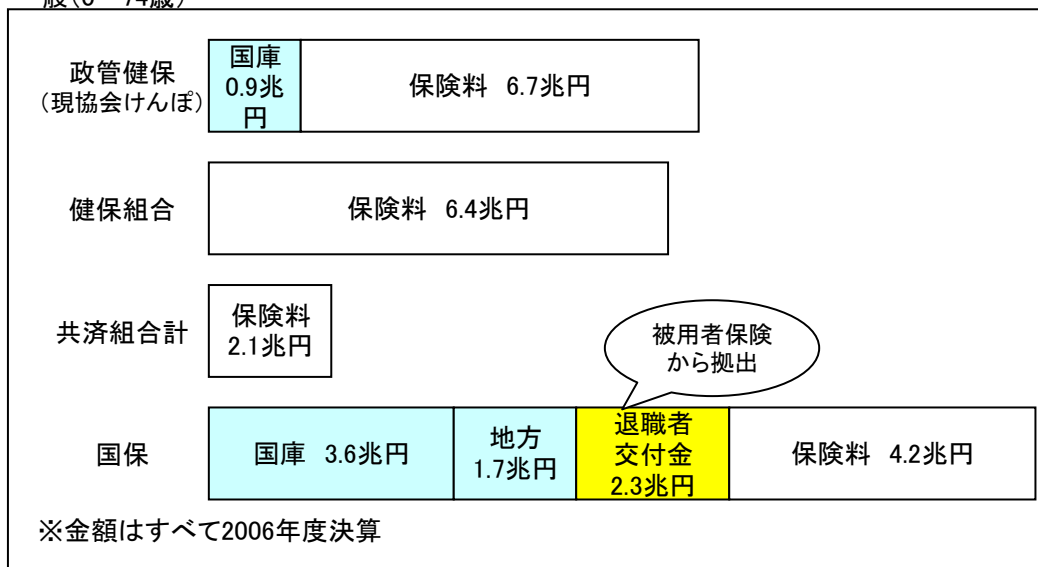 政管健保
(現協会けんぽ)
国庫
0.9兆
円
保険料 6.7兆円
健保組合
保険料 6.4兆円
共済組合計
保険料
2.1兆円
被用者保険
から拠出
国保
国庫 3.6兆円
地方
1.7兆円
退職者
交付金
2.3兆円
保険料 4.2兆円
※金額はすべて2006年度決算